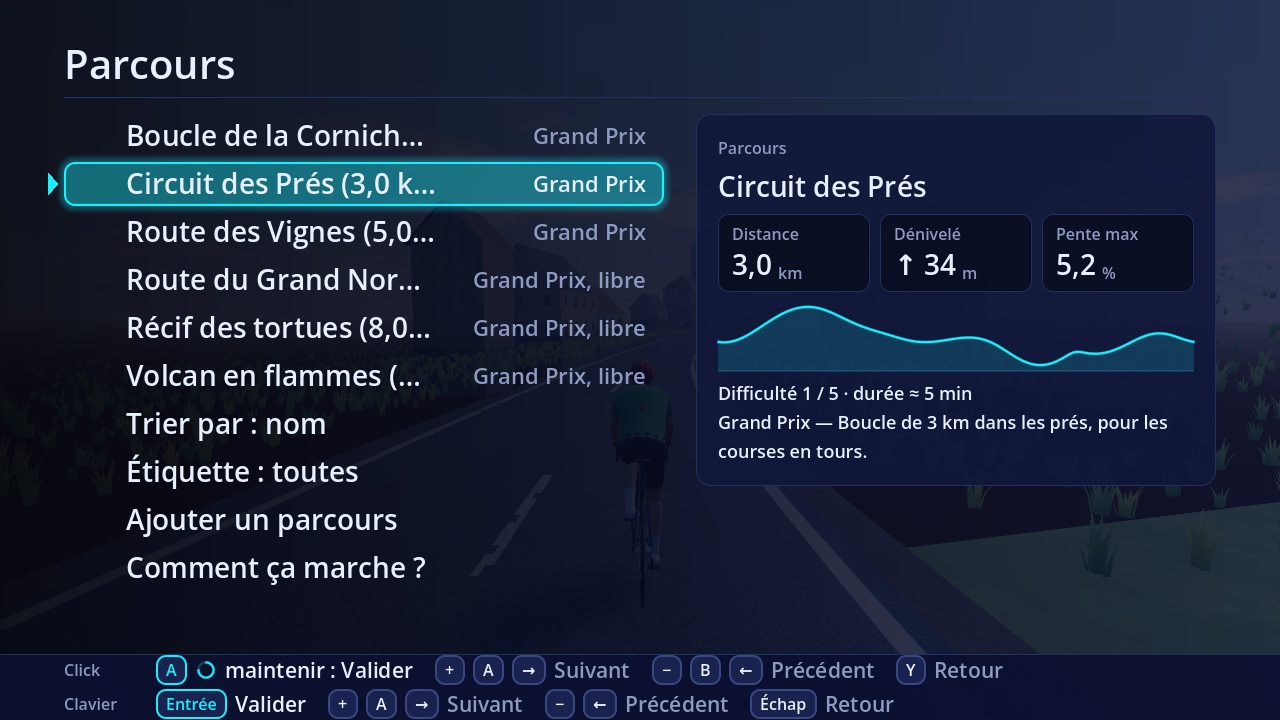 Parcours
Boucle de la Cornich... Grand Prix
Circuit des Prés (3,0 k... Grand Prix
Route des Vignes (5,0... Grand Prix
Route du Grand Nor... Grand Prix, libre
Récif des tortues (8,0... Grand Prix, libre
Volcan en flammes (... Grand Prix, libre
Trier par : nom
Étiquette : toutes
Ajouter un parcours
Comment ça marche ?
Parcours
Circuit des Prés
Distance Dénivelé Pente max
3,0 km ↑ 34 m 5,2 %
Difficulté 1 / 5 · durée ≈ 5 min
Grand Prix — Boucle de 3 km dans les prés, pour les
courses en tours.
Click A maintenir : Valider + A → Suivant − B ← Précédent Y Retour
Clavier Entrée Valider + A → Suivant − ← Précédent Échap Retour